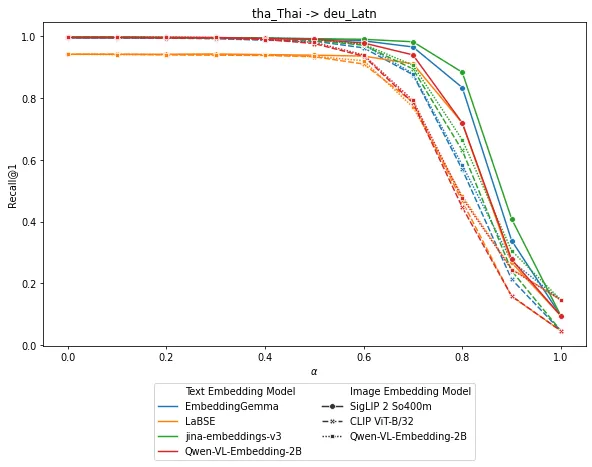 tha_Thai -> deu_Latn
Recall@1
1.0
0.8
0.6
0.4
0.2
0.0
0.0 0.2 0.4 0.6 0.8 1.0
α
Text Embedding Model
EmbeddingGemma
LaBSE
jina-embeddings-v3
Qwen-VL-Embedding-2B
Image Embedding Model
SigLIP 2 So400m
CLIP ViT-B/32
Qwen-VL-Embedding-2B